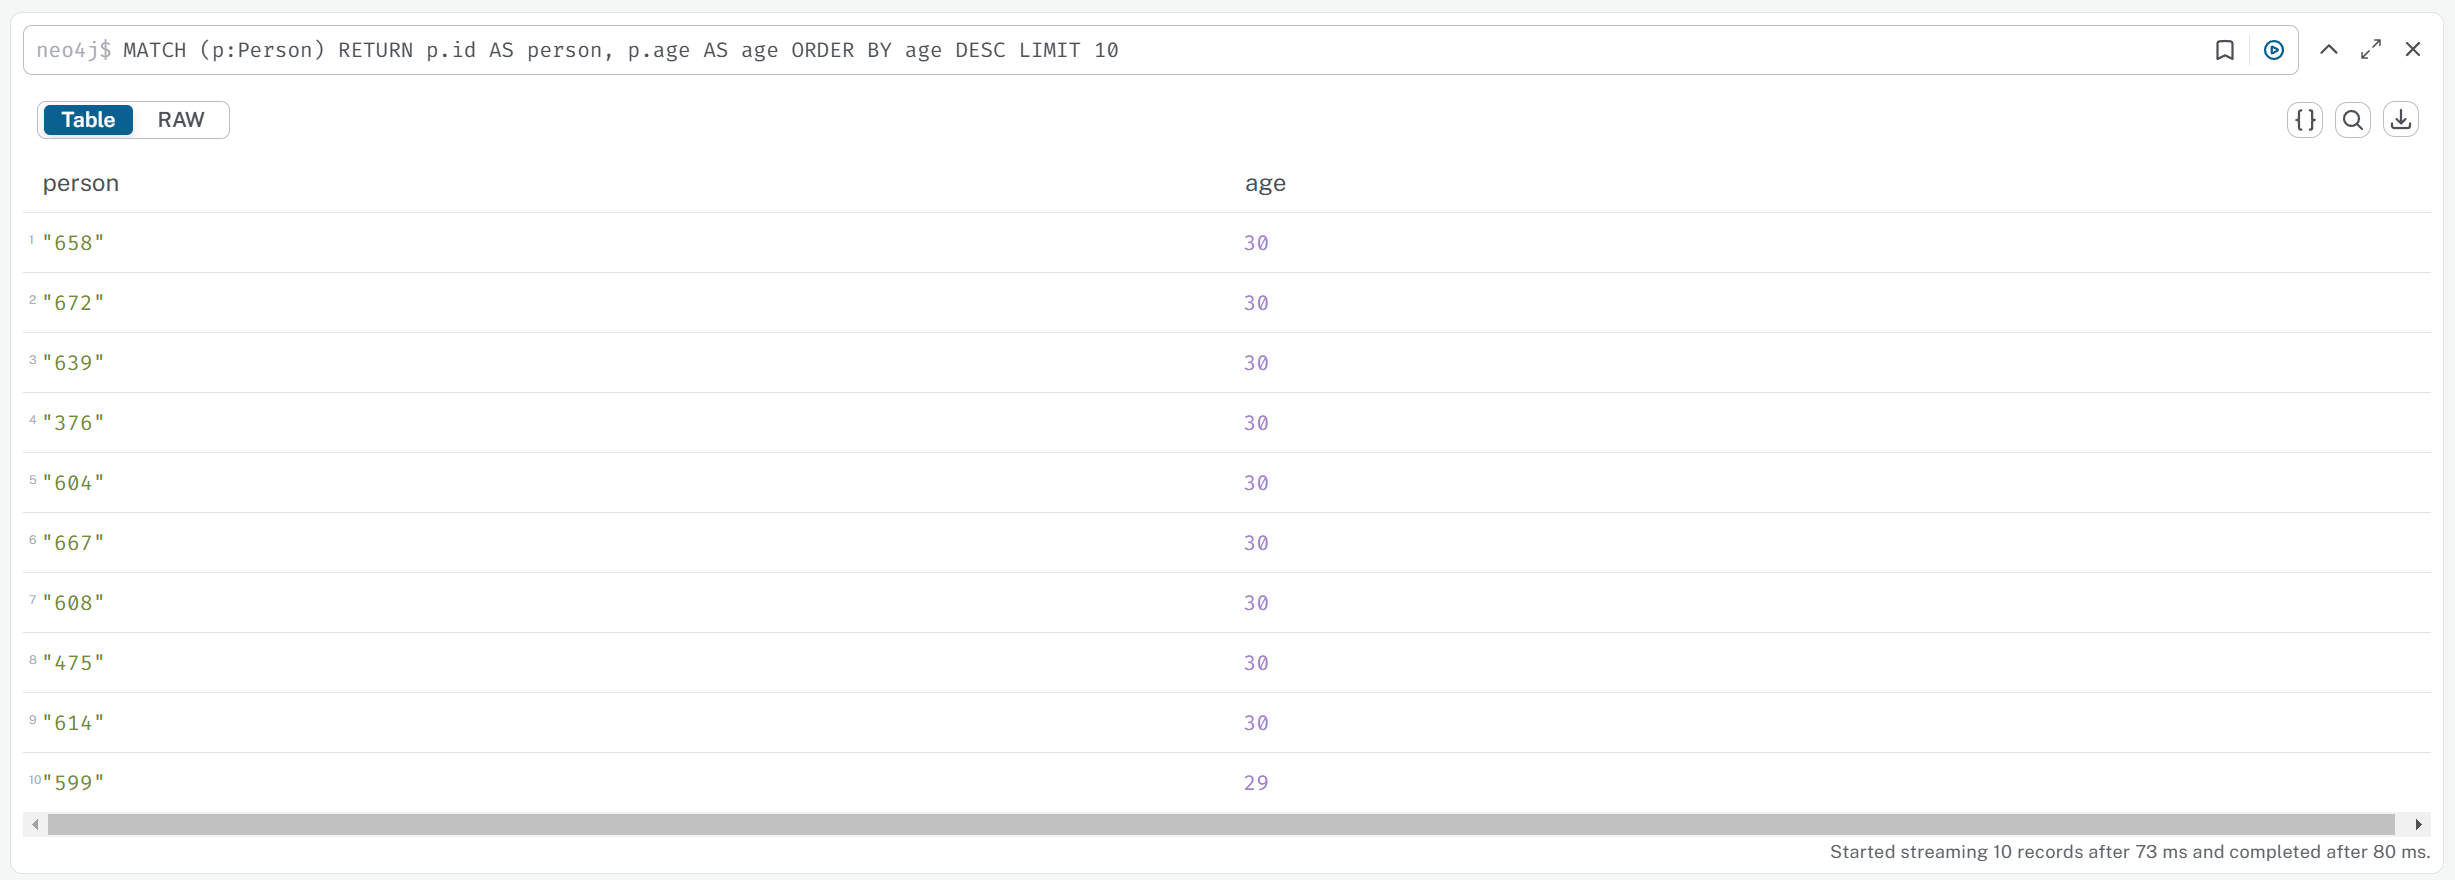 neo4j$ MATCH (p:Person) RETURN p.id AS person, p.age AS age ORDER BY age DESC LIMIT 10
Table RAW
person age
1 "658" 30
2 "672" 30
3 "639" 30
4 "376" 30
5 "604" 30
6 "667" 30
7 "608" 30
8 "475" 30
9 "614" 30
10 "599" 29
Started streaming 10 records after 73 ms and completed after 80 ms.